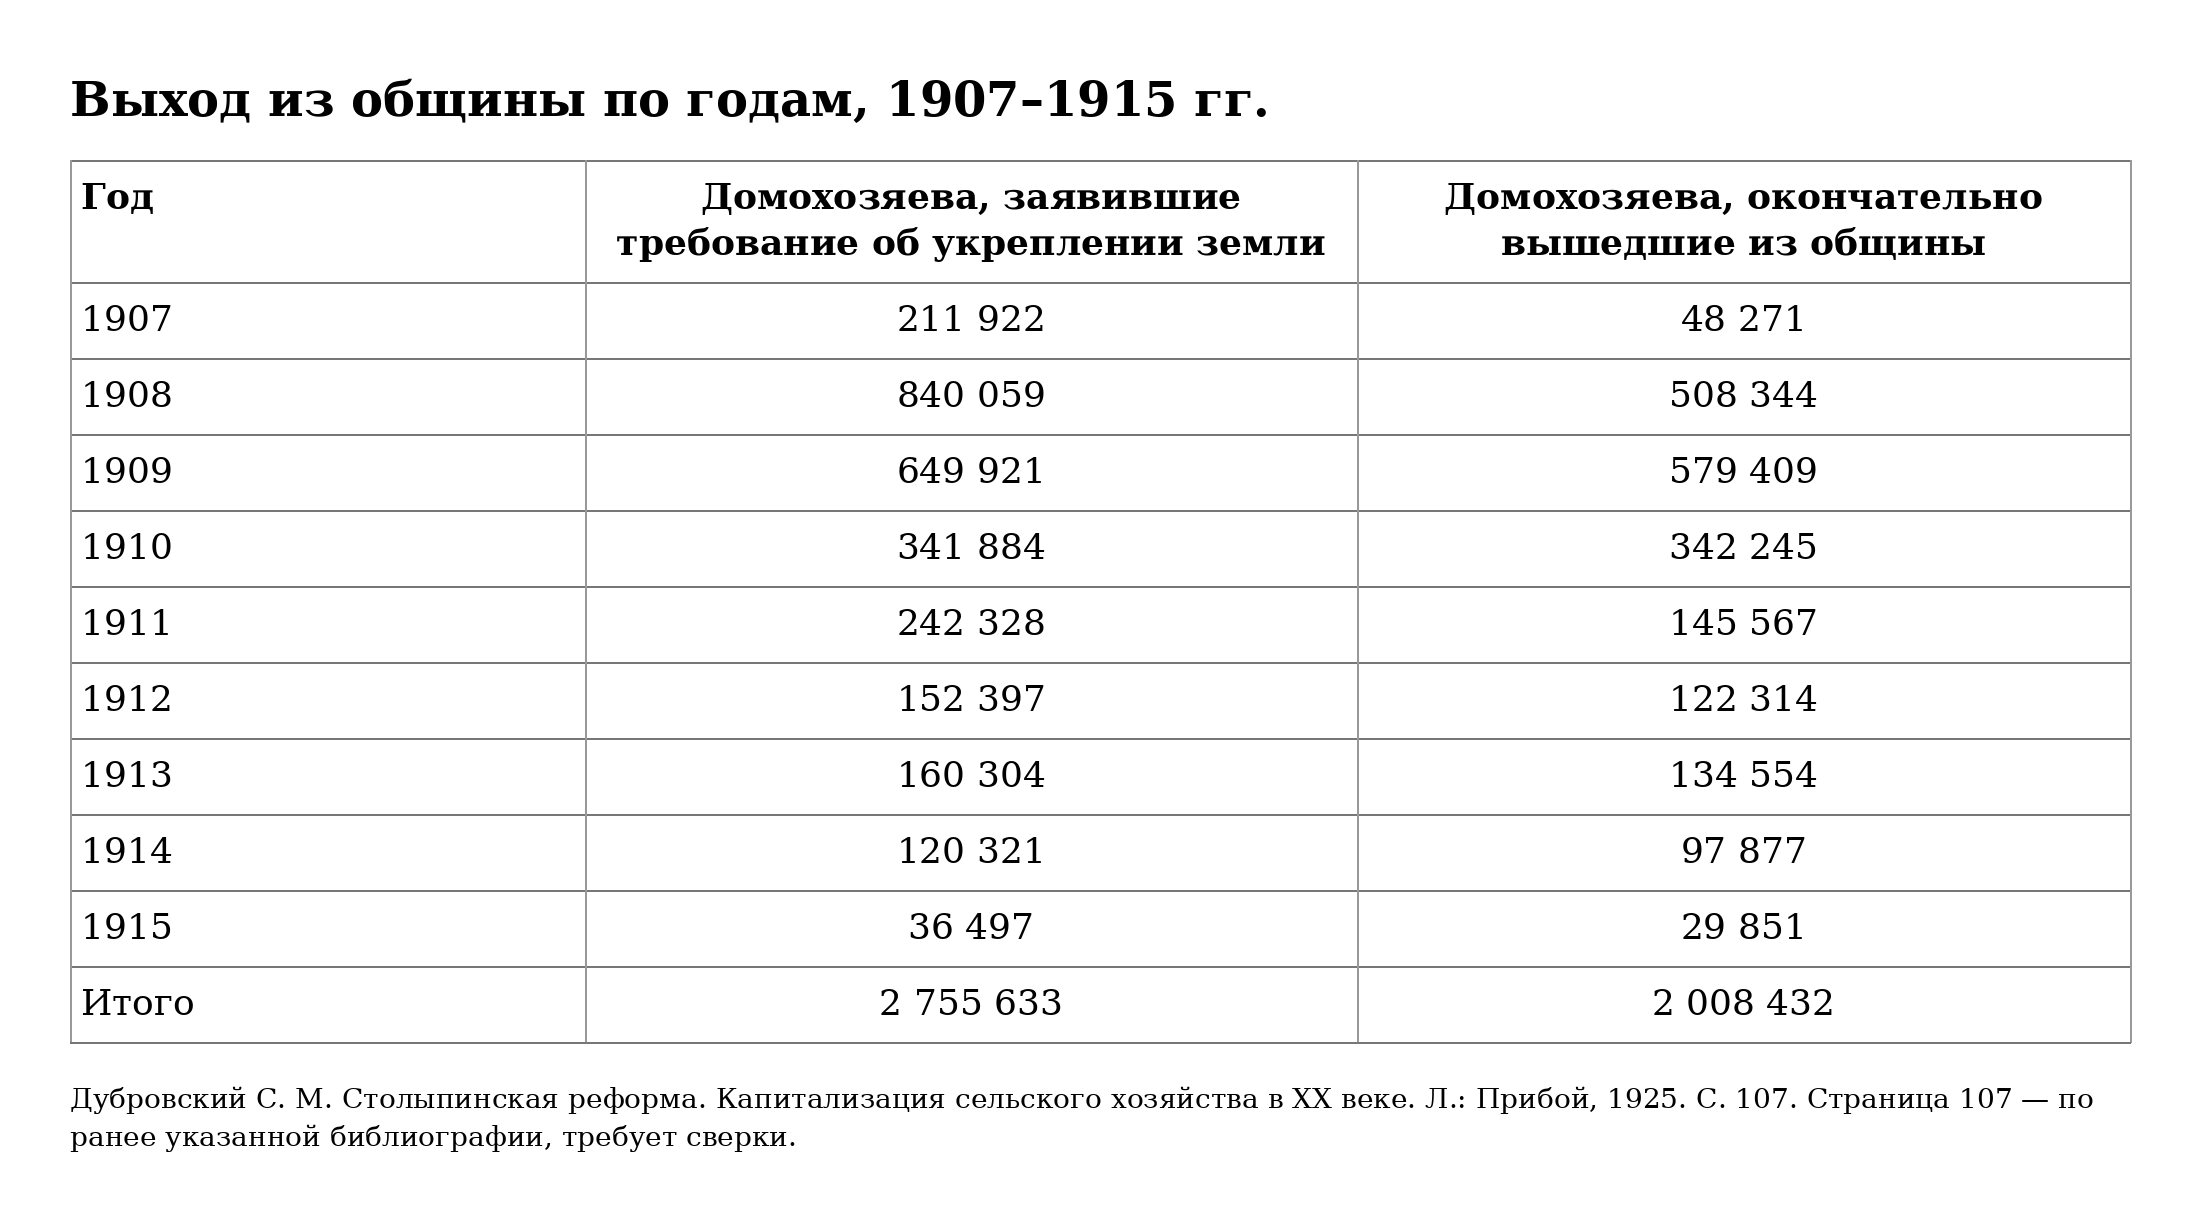 Выход из общины по годам, 1907–1915 гг.
Год Домохозяева, заявившие требование об укреплении земли Домохозяева, окончательно вышедшие из общины
1907 211 922 48 271
1908 840 059 508 344
1909 649 921 579 409
1910 341 884 342 245
1911 242 328 145 567
1912 152 397 122 314
1913 160 304 134 554
1914 120 321 97 877
1915 36 497 29 851
Итого 2 755 633 2 008 432
Дубровский С. М. Столыпинская реформа. Капитализация сельского хозяйства в XX веке. Л.: Прибой, 1925. С. 107. Страница 107 — по
ранее указанной библиографии, требует сверки.